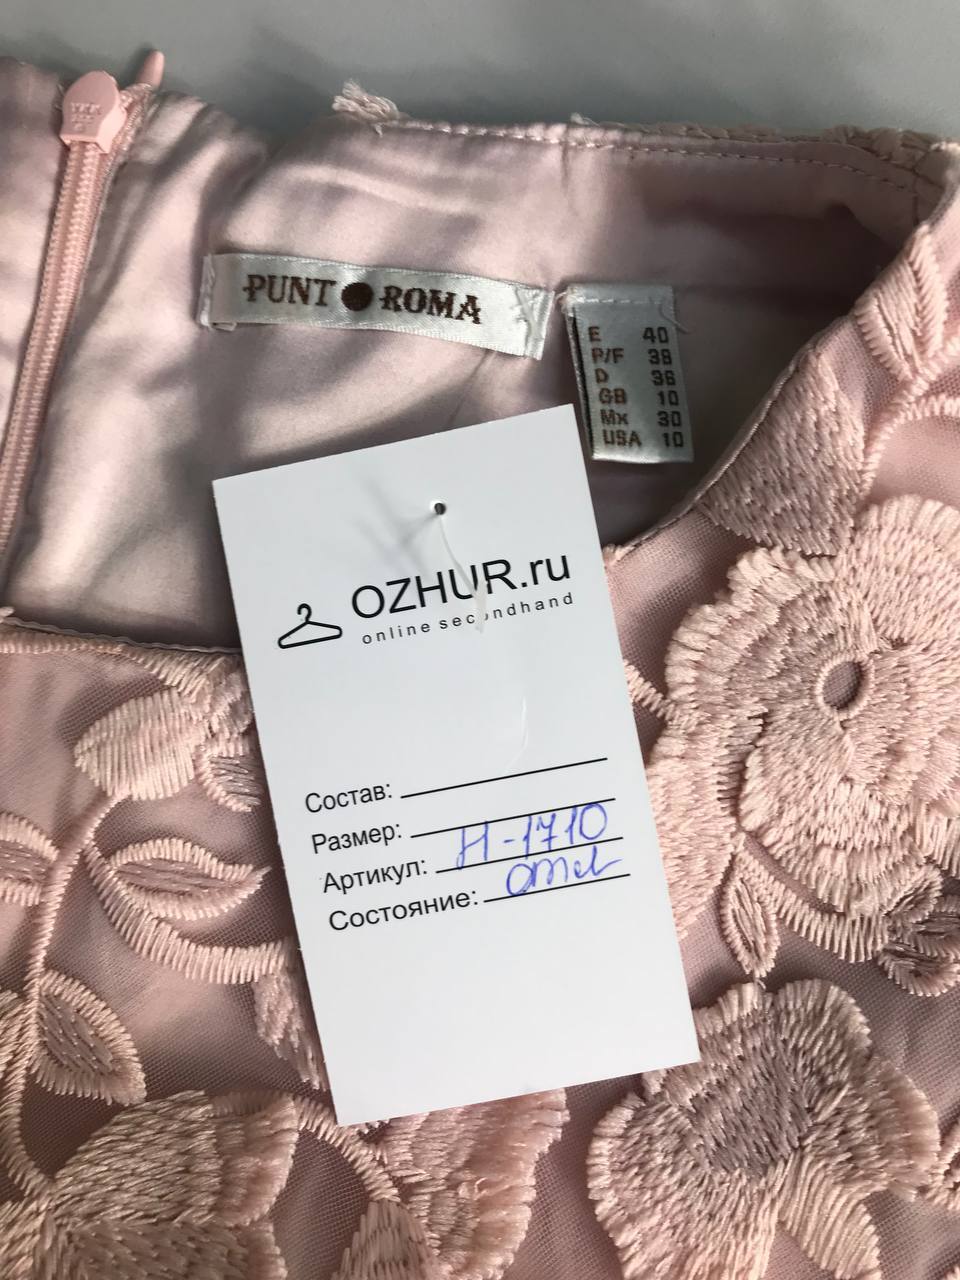 YKK
PUNT ROMA
E 40
P/F 38
D 36
GB 10
Mx 30
USA 10
OZHUR.ru
online secondhand
Состав:
Размер:
Артикул: Н-1710
Состояние: отл